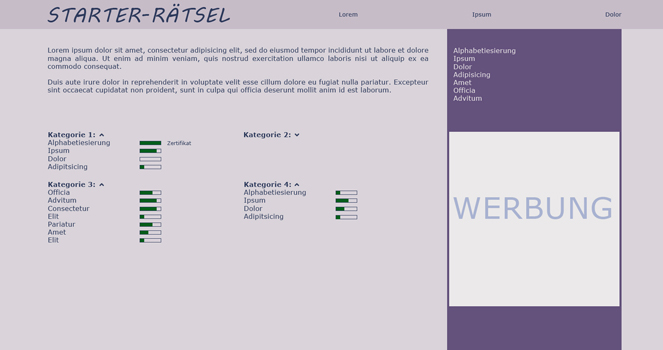 STARTER-RÄTSEL
Lorem
Ipsum
Dolor
Lorem ipsum dolor sit amet, consectetur adipisicing elit, sed do eiusmod tempor incididunt ut labore et dolore
magna aliqua. Ut enim ad minim veniam, quis nostrud exercitation ullamco laboris nisi ut aliquip ex ea
commodo consequat.
Duis aute irure dolor in reprehenderit in voluptate velit esse cillum dolore eu fugiat nulla pariatur. Excepteur
sint occaecat cupidatat non proident, sunt in culpa qui officia deserunt mollit anim id est laborum.
Kategorie 1:
Alphabetiesierung
Zertifikat
Ipsum
Dolor
Adipitsicing
Kategorie 2:
Kategorie 3:
Officia
Advitum
Consectetur
Elit
Pariatur
Amet
Elit
Kategorie 4:
Alphabetiesierung
Ipsum
Dolor
Adipitsicing
Alphabetiesierung
Ipsum
Dolor
Adipisicing
Amet
Officia
Advitum
WERBUNG